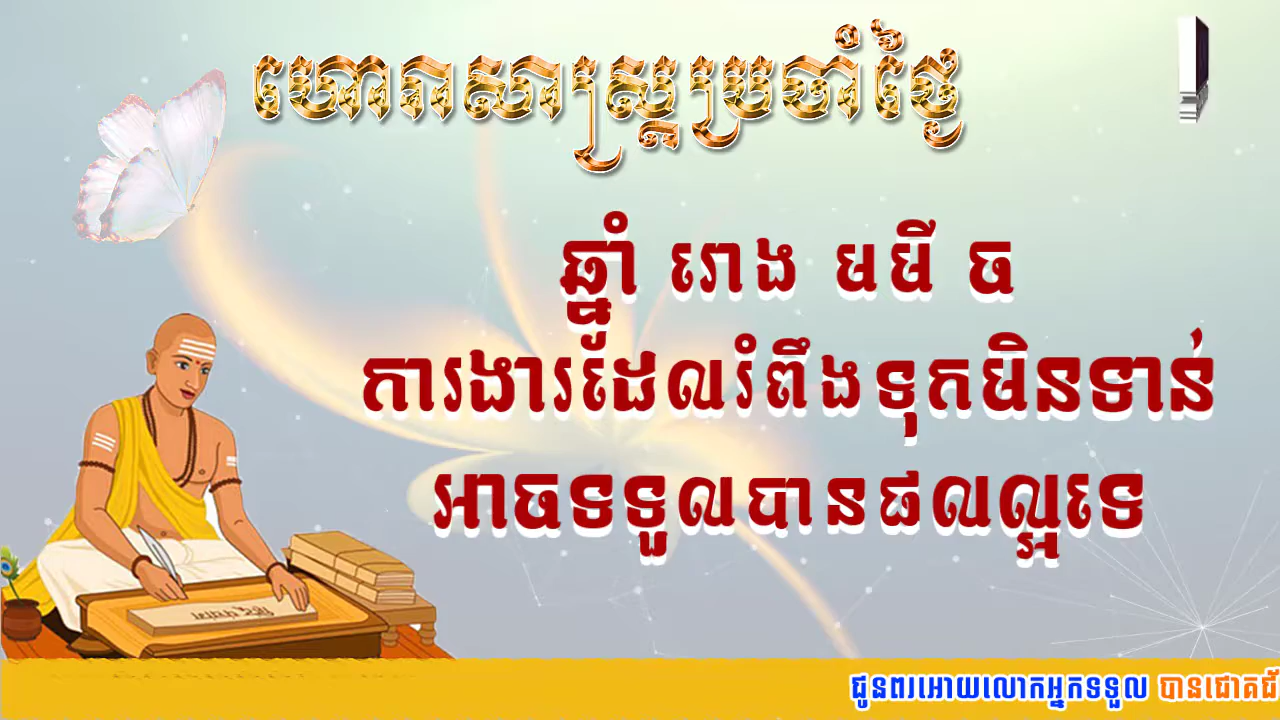 ហោរាសាស្ត្រប្រចាំថ្ងៃ
ឆ្នាំ រោង មមី ច
ការងារដែលរំពឹងទុកមិនទាន់
អាចទទួលបានផលល្អទេ
ជូនពរអោយលោកអ្នកទទួល បានជោគជ័